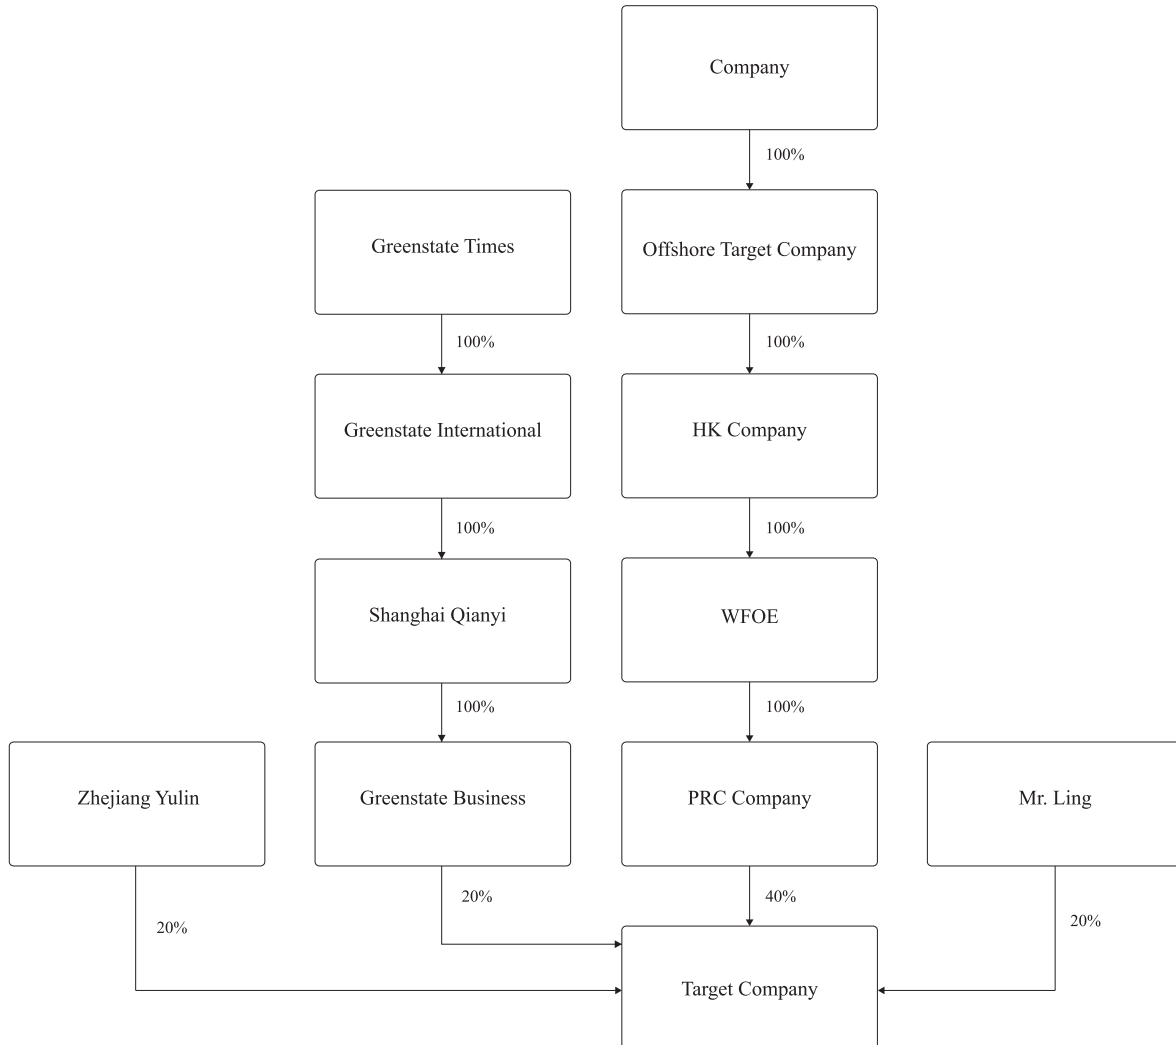 Company
100%
Greenstate Times
Offshore Target Company
100%
100%
Greenstate International
HK Company
100%
100%
Shanghai Qianyi
WFOE
100%
100%
Zhejiang Yulin
Greenstate Business
PRC Company
Mr. Ling
20%
20%
40%
20%
Target Company